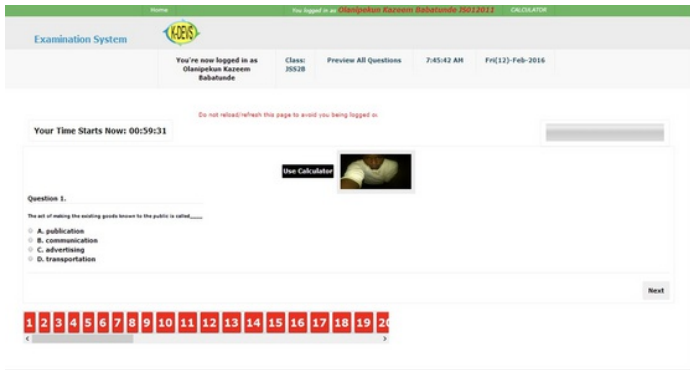 Home You logged in as Olanipekun Kazeem Babatunde JS012011 CALCULATOR
Examination System
K-DEVS
You're now logged in as Olanipekun Kazeem Babatunde
Class: JSS2B
Preview All Questions
7:45:42 AM
Fri(12)-Feb-2016
Do not reload/refresh this page to avoid you being logged o
Your Time Starts Now: 00:59:31
Use Calculator
Question 1.
The act of making the existing goods known to the public is called____
A. publication
B. communication
C. advertising
D. transportation
Next
1 2 3 4 5 6 7 8 9 10 11 12 13 14 15 16 17 18 19 20